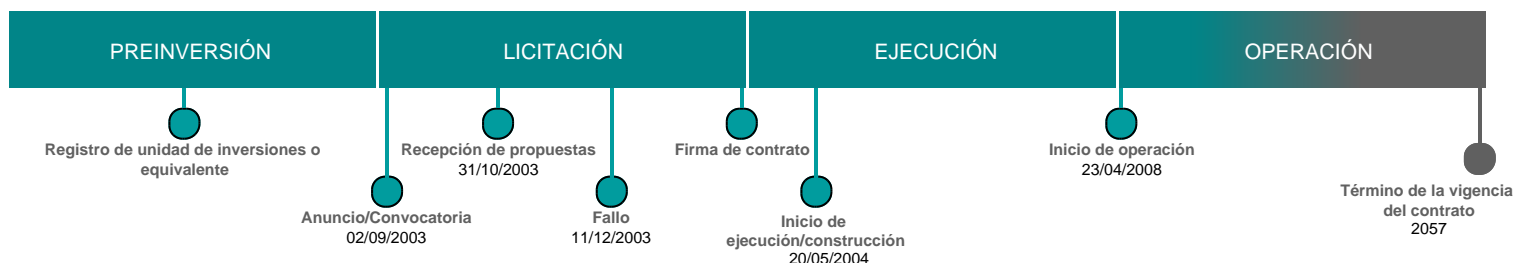 PREINVERSIÓN
LICITACIÓN
EJECUCIÓN
OPERACIÓN
Registro de unidad de inversiones o
equivalente
Anuncio/Convocatoria
02/09/2003
Recepción de propuestas
31/10/2003
Fallo
11/12/2003
Firma de contrato
Inicio de
ejecución/construcción
20/05/2004
Inicio de operación
23/04/2008
Término de la vigencia
del contrato
2057